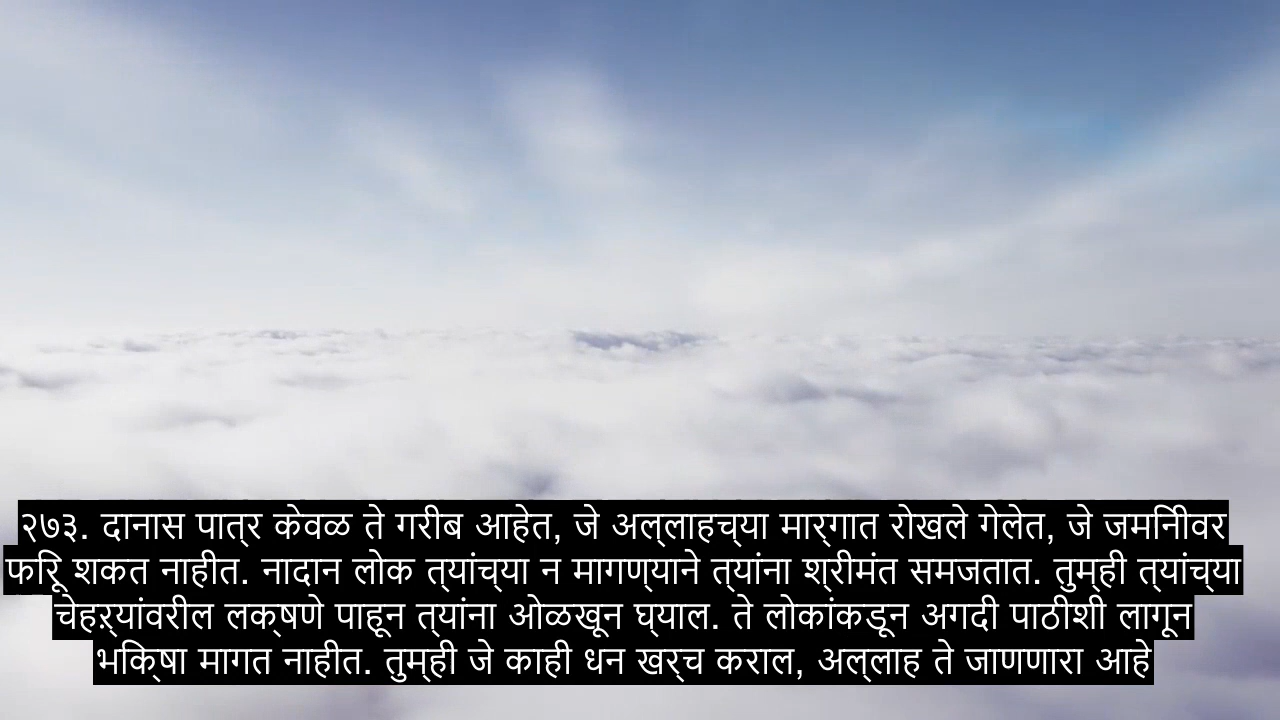 २७३. दानास पात्र केवळ ते गरीब आहेत, जे अल्लाहच्या मार्गात रोखले गेलेत, जे जमिनीवर
फिरू शकत नाहीत. नादान लोक त्यांच्या न मागण्याने त्यांना श्रीमंत समजतात. तुम्ही त्यांच्या
चेहऱ्यांवरील लक्षणे पाहून त्यांना ओळखून घ्याल. ते लोकांकडून अगदी पाठीशी लागून
भिक्षा मागत नाहीत. तुम्ही जे काही धन खर्च कराल, अल्लाह ते जाणणारा आहे